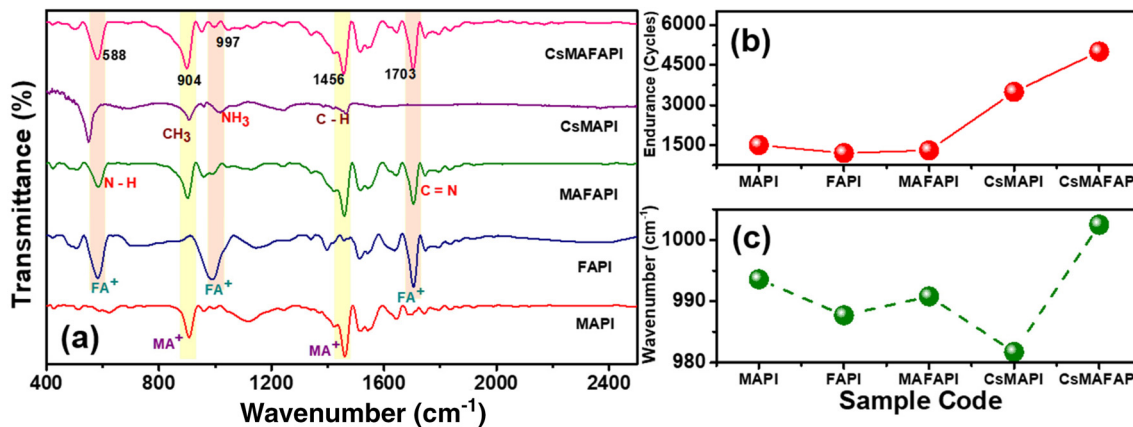 Transmittance (%)
588
904
997
1456
1703
CsMAFAPI
CH₃
NH₃
C - H
CsMAPI
N - H
C = N
MAFAPI
FA⁺
FA⁺
FA⁺
FAPI
(a)
MA⁺
MA⁺
MAPI
400
800
1200
1600
2000
2400
Wavenumber (cm⁻¹)
(b)
Endurance (Cycles)
6000
4500
3000
1500
MAPI
FAPI
MAFAPI
CsMAPI
CsMAFAPI
(c)
Wavenumber (cm⁻¹)
1000
990
980
MAPI
FAPI
MAFAPI
CsMAPI
CsMAFAPI
Sample Code